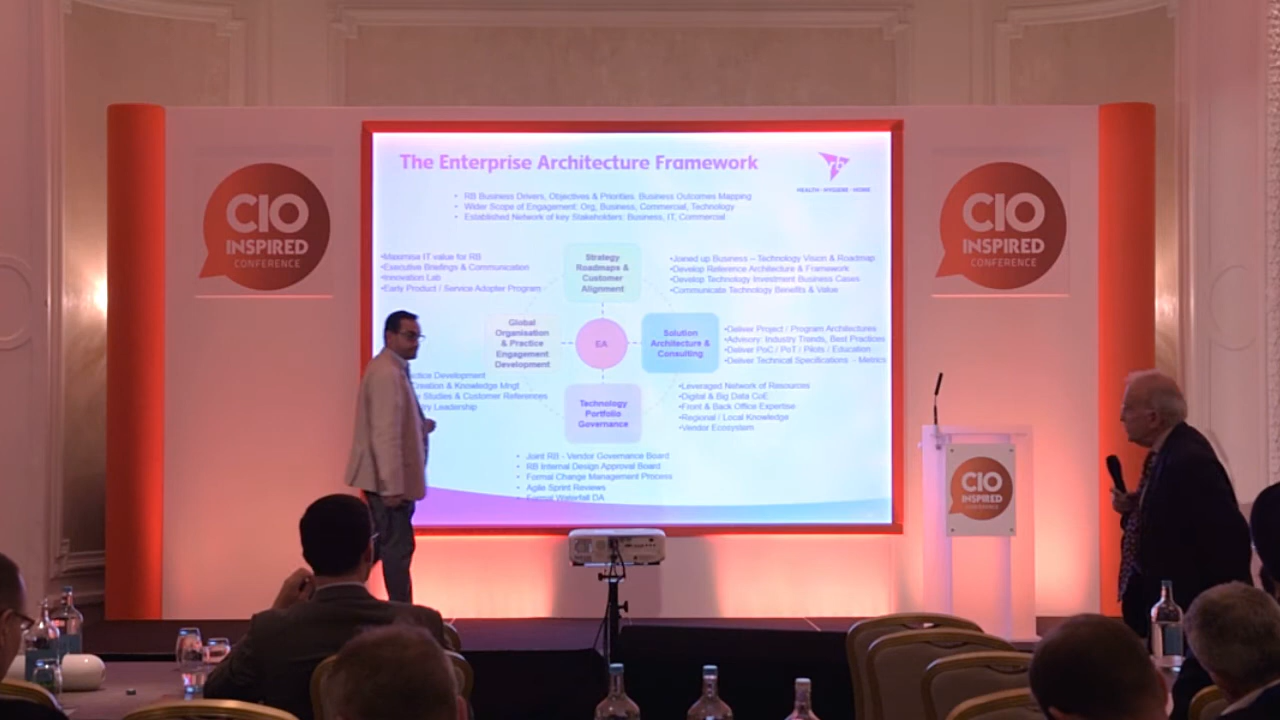 The Enterprise Architecture Framework
rb
HEALTH • HYGIENE • HOME
• RB Business Drivers, Objectives & Priorities. Business Outcomes Mapping
• Wider Scope of Engagement: Org, Business, Commercial, Technology
• Established Network of key Stakeholders: Business, IT, Commercial
CIO
INSPIRED
CONFERENCE
CIO
INSPIRED
CONFERENCE
•Maximise IT value for RB
•Executive Briefings & Communication
•Innovation Lab
•Early Product / Service Adopter Program
Strategy
Roadmaps &
Customer
Alignment
•Joined up Business – Technology Vision & Roadmap
•Develop Reference Architecture & Framework
•Develop Technology Investment Business Cases
•Communicate Technology Benefits & Value
Global
Organisation
& Practice
Engagement
Development
EA
Solution
Architecture &
Consulting
•Deliver Project / Program Architectures
•Advisory: Industry Trends, Best Practices
•Deliver PoC / PoT / Pilots / Education
•Deliver Technical Specifications - Metrics
Development
Creation & Knowledge Mngt
Studies & Customer References
Leadership
Technology
Portfolio
Governance
•Leveraged Network of Resources
•Digital & Big Data CoE
•Front & Back Office Expertise
•Regional / Local Knowledge
•Vendor Ecosystem
• Joint RB - Vendor Governance Board
• RB Internal Design Approval Board
• Formal Change Management Process
• Agile Sprint Reviews
• Formal Waterfall DA
CIO
INSPIRED
CONFERENCE